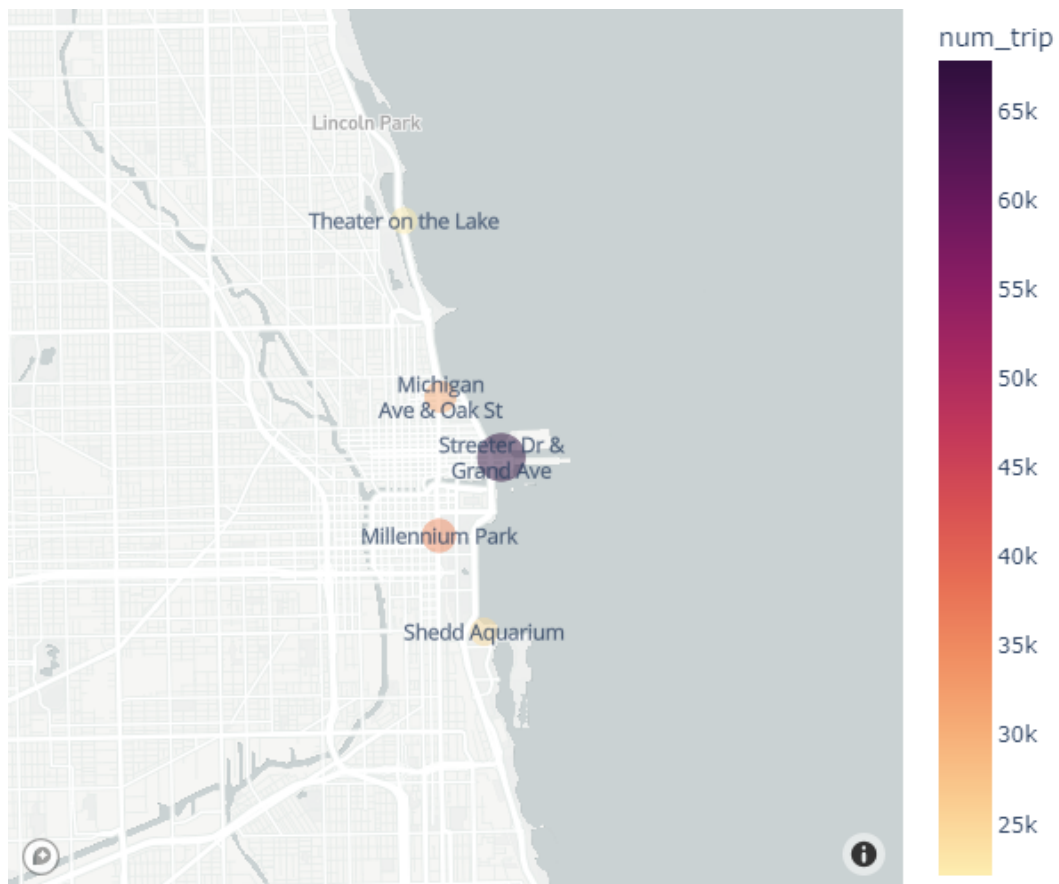 num_trip
Lincoln Park
Theater on the Lake
Michigan
Ave & Oak St
Streeter Dr &
Grand Ave
Millennium Park
Shedd Aquarium
65k
60k
55k
50k
45k
40k
35k
30k
25k